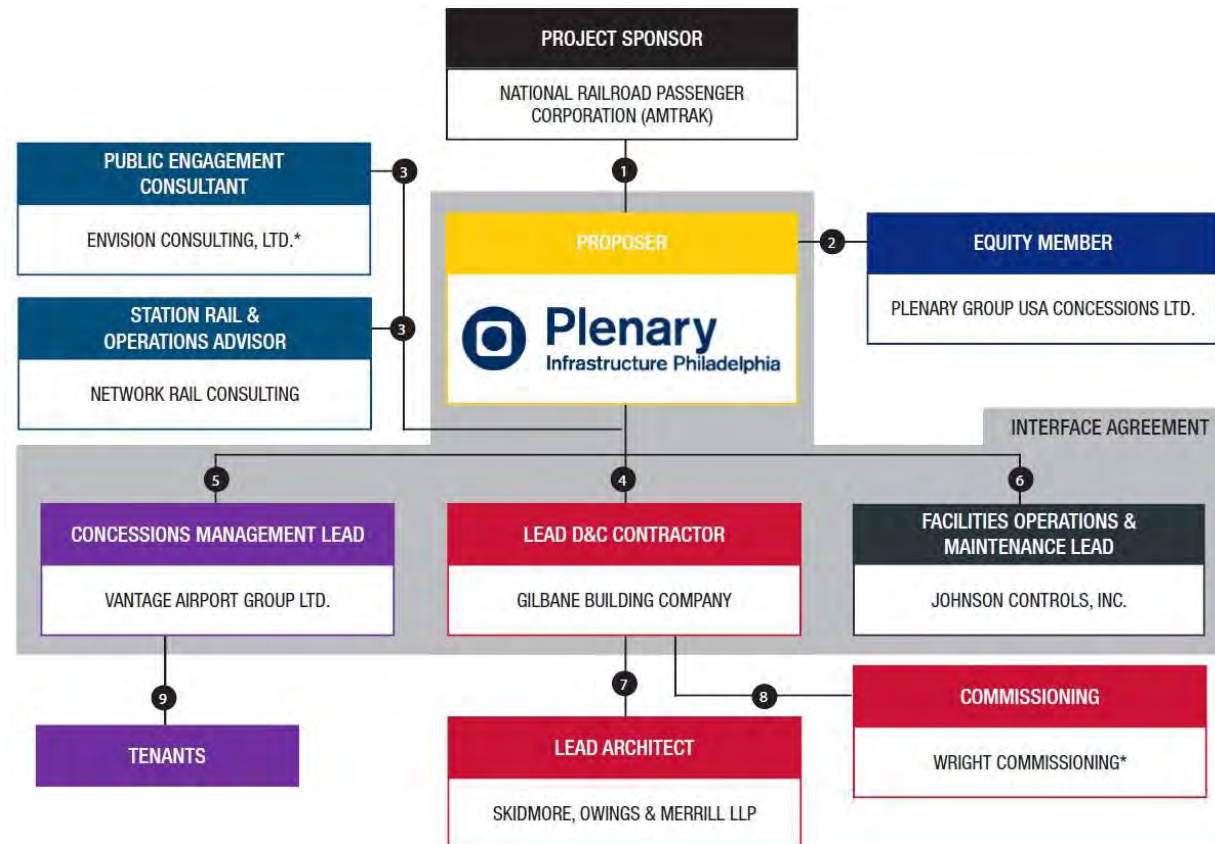 PROJECT SPONSOR
NATIONAL RAILROAD PASSENGER
CORPORATION (AMTRAK)
1
PUBLIC ENGAGEMENT
CONSULTANT
ENVISION CONSULTING, LTD.*
3
PROPOSER
Plenary
Infrastructure Philadelphia
2
EQUITY MEMBER
PLENARY GROUP USA CONCESSIONS LTD.
STATION RAIL &
OPERATIONS ADVISOR
NETWORK RAIL CONSULTING
3
INTERFACE AGREEMENT
5
4
6
CONCESSIONS MANAGEMENT LEAD
VANTAGE AIRPORT GROUP LTD.
LEAD D&C CONTRACTOR
GILBANE BUILDING COMPANY
FACILITIES OPERATIONS &
MAINTENANCE LEAD
JOHNSON CONTROLS, INC.
9
7
8
TENANTS
LEAD ARCHITECT
SKIDMORE, OWINGS & MERRILL LLP
COMMISSIONING
WRIGHT COMMISSIONING*